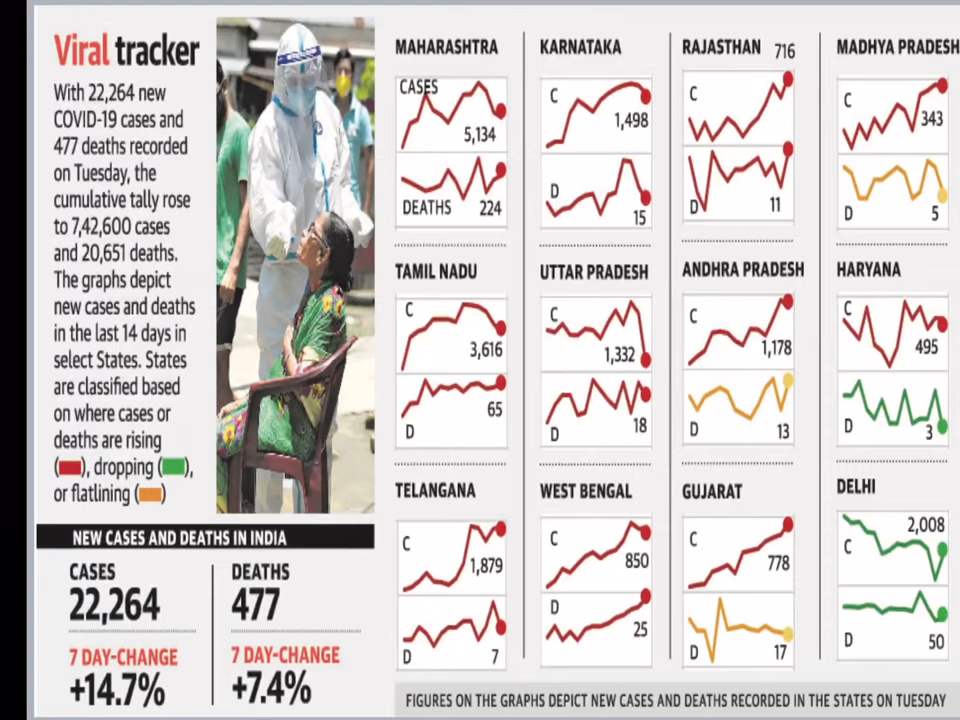 Viral tracker
With 22,264 new
COVID-19 cases and
477 deaths recorded
on Tuesday, the
cumulative tally rose
to 7,42,600 cases
and 20,651 deaths.
The graphs depict
new cases and deaths
in the last 14 days in
select States. States
are classified based
on where cases or
deaths are rising
( ), dropping ( ),
or flatlining ( )
NEW CASES AND DEATHS IN INDIA
CASES
22,264
7 DAY-CHANGE
+14.7%
DEATHS
477
7 DAY-CHANGE
+7.4%
MAHARASHTRA
CASES
5,134
DEATHS 224
KARNATAKA
C
1,498
D
15
RAJASTHAN 716
C
D
11
MADHYA PRADESH
C
343
D
5
TAMIL NADU
C
3,616
65
D
UTTAR PRADESH
C
1,332
D
18
ANDHRA PRADESH
C
1,178
D
13
HARYANA
C
495
D
3
TELANGANA
C
1,879
D
7
WEST BENGAL
C
850
D
25
GUJARAT
C
778
D
17
DELHI
2,008
C
D
50
FIGURES ON THE GRAPHS DEPICT NEW CASES AND DEATHS RECORDED IN THE STATES ON TUESDAY